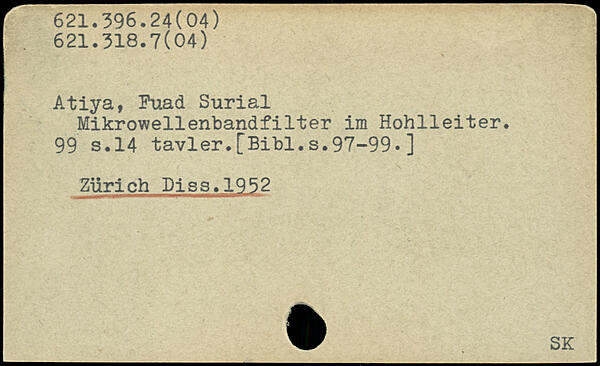 621.396.24(04)
621.318.7(04)
Atiya, Fuad Surial
Mikrowellenbandfilter im Hohlleiter.
99 s.14 tavler.[Bibl.s.97-99.]
Zürich Diss.1952
SK